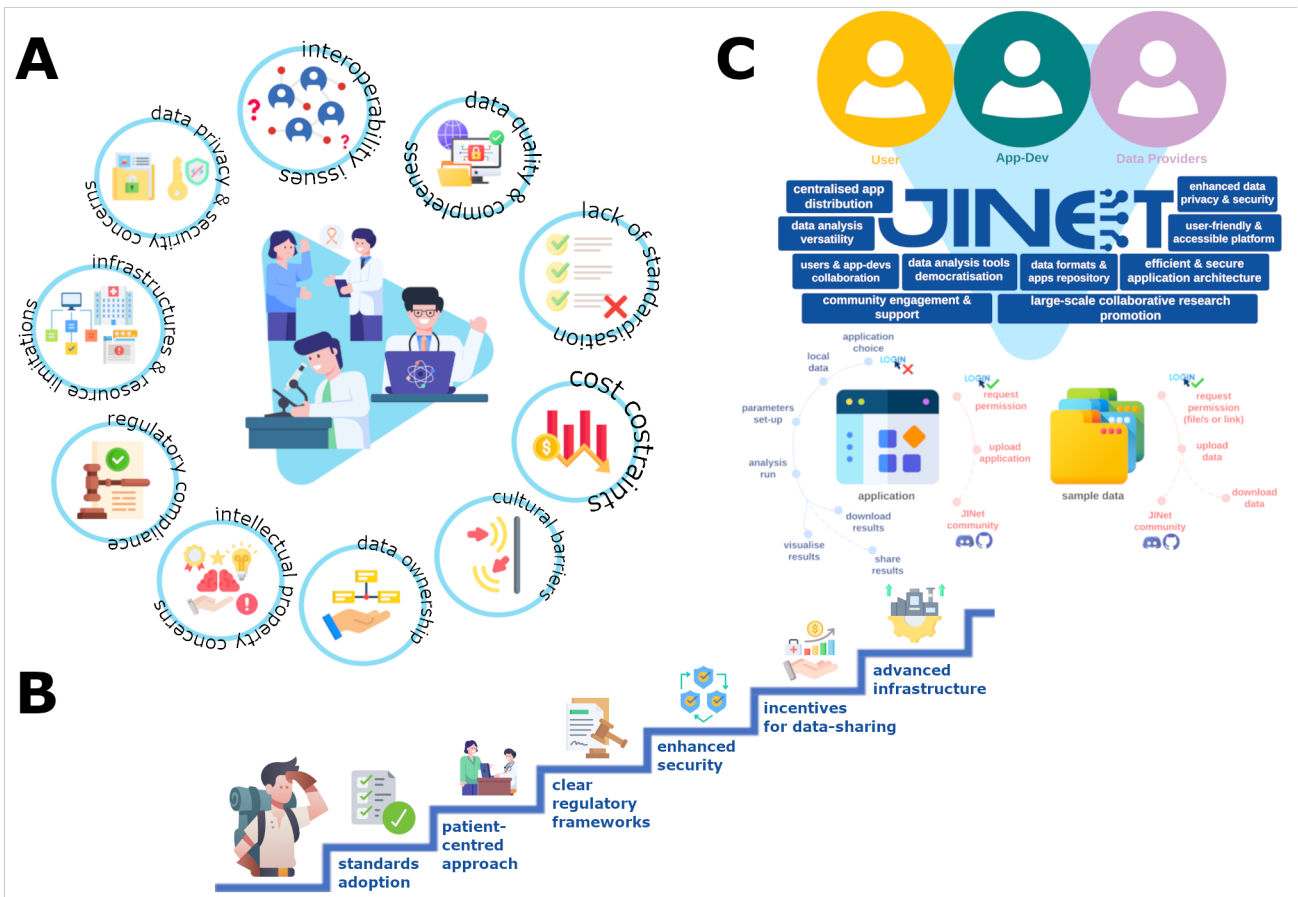 A
interoperability issues
data quality & completeness
lack of standardisation
cost costraints
cultural barriers
data ownership
intellectual property concerns
regulatory compliance
infrastructures & resource limitations
data privacy & security concerns
?
?
B
standards
adoption
patient-
centred
approach
clear
regulatory
frameworks
enhanced
security
incentives
for data-sharing
advanced
infrastructure
C
User
App-Dev
Data Providers
JINET
centralised app
distribution
enhanced data
privacy & security
data analysis
versatility
user-friendly &
accessible platform
users & app-devs
collaboration
data analysis tools
democratisation
data formats &
apps repository
efficient & secure
application architecture
community engagement &
support
large-scale collaborative research
promotion
application
choice
LOGIN
local
data
parameters
set-up
analysis
run
download
results
visualise
results
share
results
application
LOGIN
request
permission
upload
application
JINet
community
sample data
LOGIN
request
permission
(file/s or link)
upload
data
download
data
JINet
community